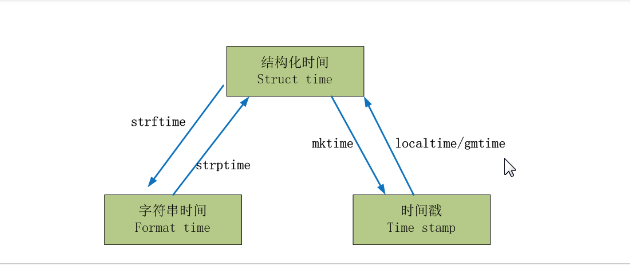 结构化时间
Struct time
strftime
strptime
mktime
localtime/gmtime
字符串时间
Format time
时间戳
Time stamp